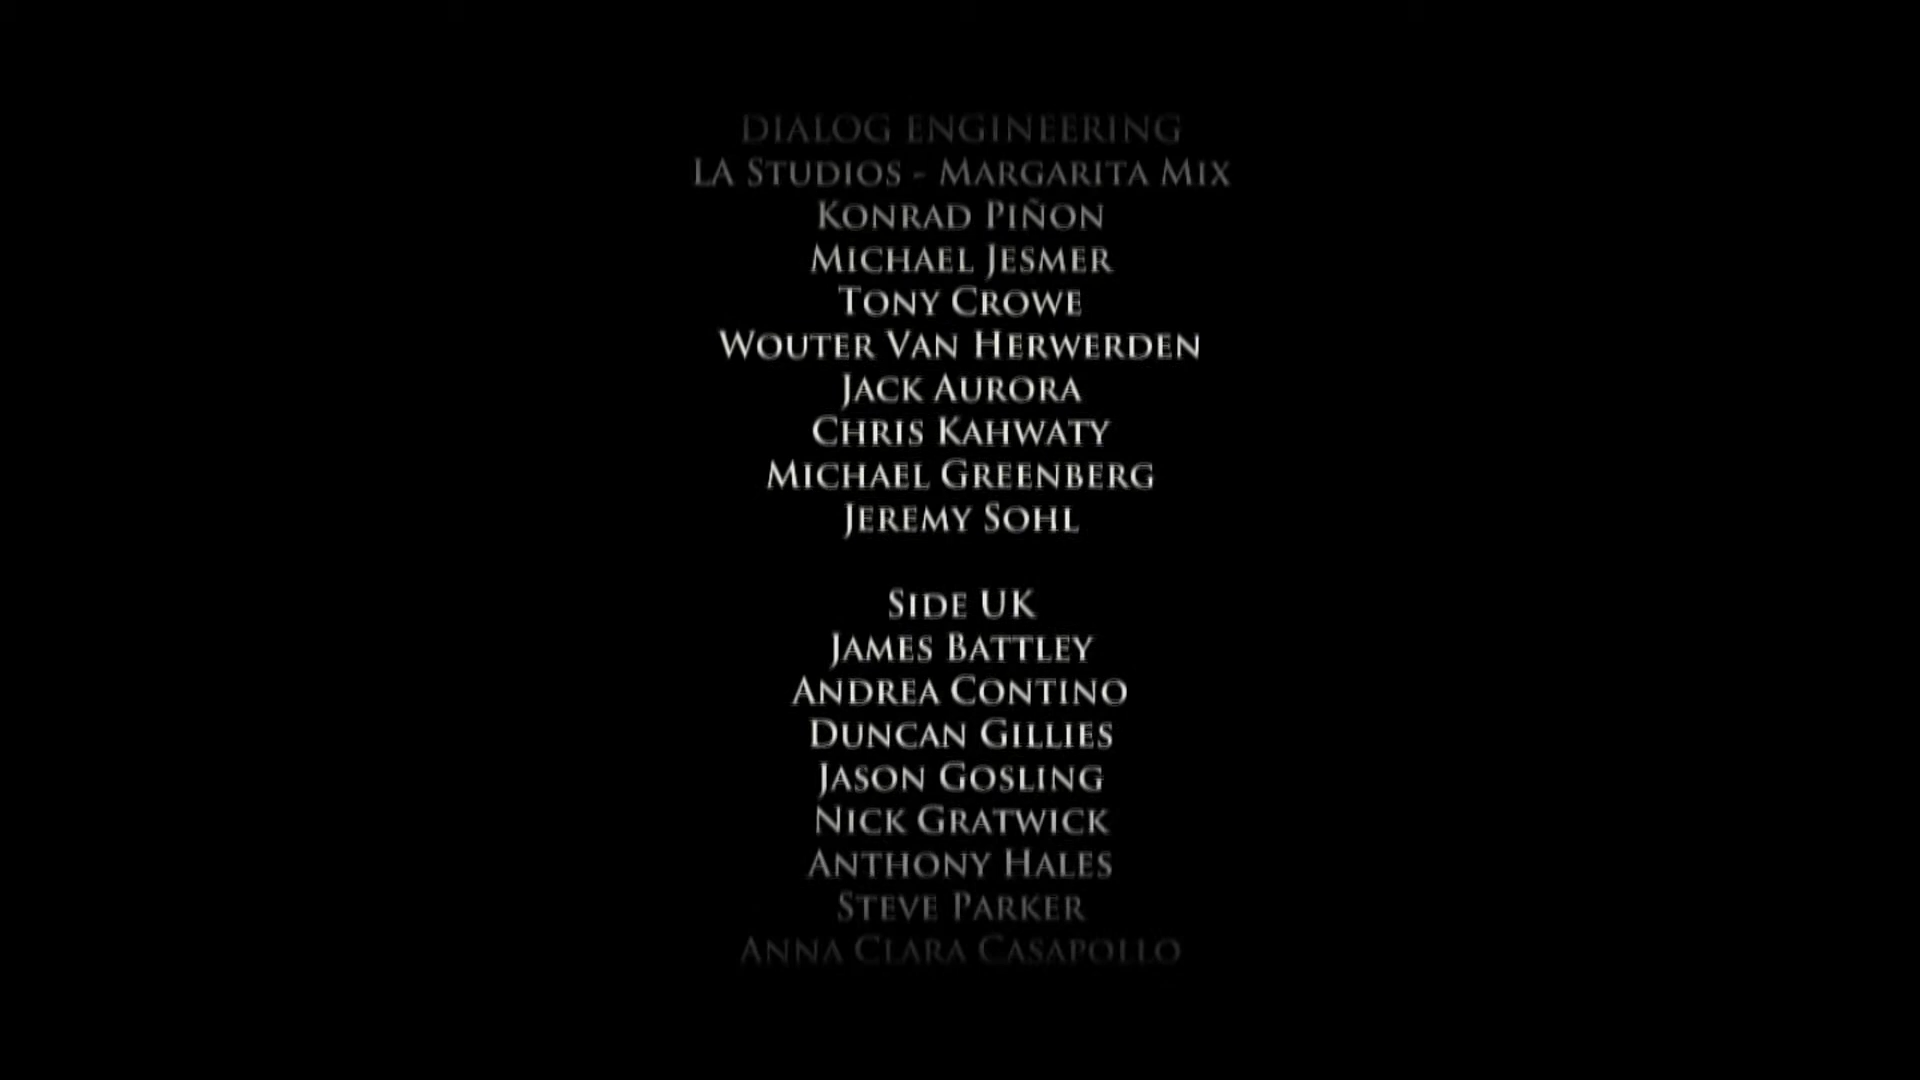 DIALOG ENGINEERING
LA STUDIOS - MARGARITA MIX
KONRAD PIÑON
MICHAEL JESMER
TONY CROWE
WOUTER VAN HERWERDEN
JACK AURORA
CHRIS KAHWATY
MICHAEL GREENBERG
JEREMY SOHL
SIDE UK
JAMES BATTLEY
ANDREA CONTINO
DUNCAN GILLIES
JASON GOSLING
NICK GRATWICK
ANTHONY HALES
STEVE PARKER
ANNA CLARA CASAPOLLO